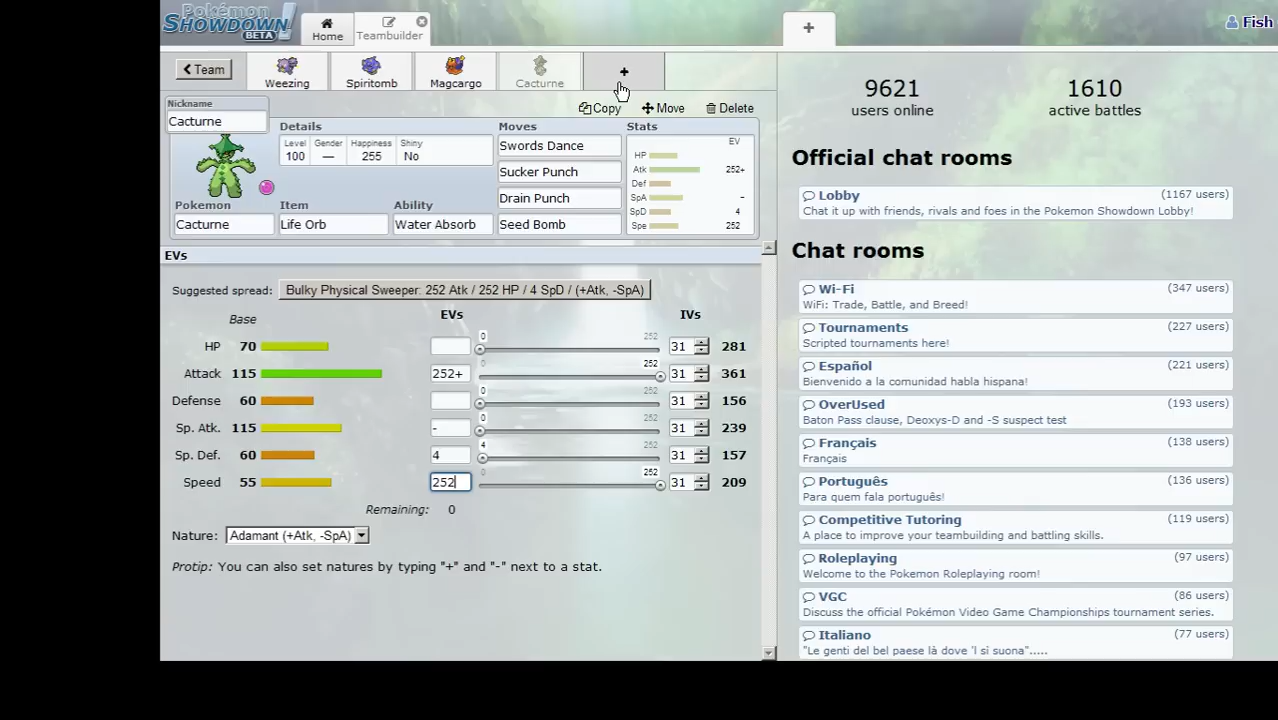 Pokémon
SHOWDOWN!
BETA
Home
Teambuilder
+
Fish
Team
Weezing
Spiritomb
Magcargo
Cacturne
+
Copy
Move
Delete
Nickname
Cacturne
Details
Level
100
Gender
—
Happiness
255
Shiny
No
Pokemon
Cacturne
Item
Life Orb
Ability
Water Absorb
Moves
Swords Dance
Sucker Punch
Drain Punch
Seed Bomb
Stats
EV
HP
Atk 252+
Def
SpA -
SpD 4
Spe 252
EVs
Suggested spread: Bulky Physical Sweeper: 252 Atk / 252 HP / 4 SpD / (+Atk, -SpA)
Base EVs IVs
HP 70 0 252 31 281
Attack 115 252+ 0 252 31 361
Defense 60 0 252 31 156
Sp. Atk. 115 - 0 252 31 239
Sp. Def. 60 4 4 252 31 157
Speed 55 252 0 252 31 209
Remaining: 0
Nature: Adamant (+Atk, -SpA)
Protip: You can also set natures by typing "+" and "-" next to a stat.
9621
users online
1610
active battles
Official chat rooms
Lobby (1167 users)
Chat it up with friends, rivals and foes in the Pokemon Showdown Lobby!
Chat rooms
Wi-Fi (347 users)
WiFi: Trade, Battle, and Breed!
Tournaments (227 users)
Scripted tournaments here!
Español (221 users)
Bienvenido a la comunidad habla hispana!
OverUsed (193 users)
Baton Pass clause, Deoxys-D and -S suspect test
Français (138 users)
Français
Português (136 users)
Para quem fala português!
Competitive Tutoring (119 users)
A place to improve your teambuilding and battling skills.
Roleplaying (97 users)
Welcome to the Pokemon Roleplaying room!
VGC (86 users)
Discuss the official Pokémon Video Game Championships tournament series.
Italiano (77 users)
"Le genti del bel paese là dove 'l sì suona".....